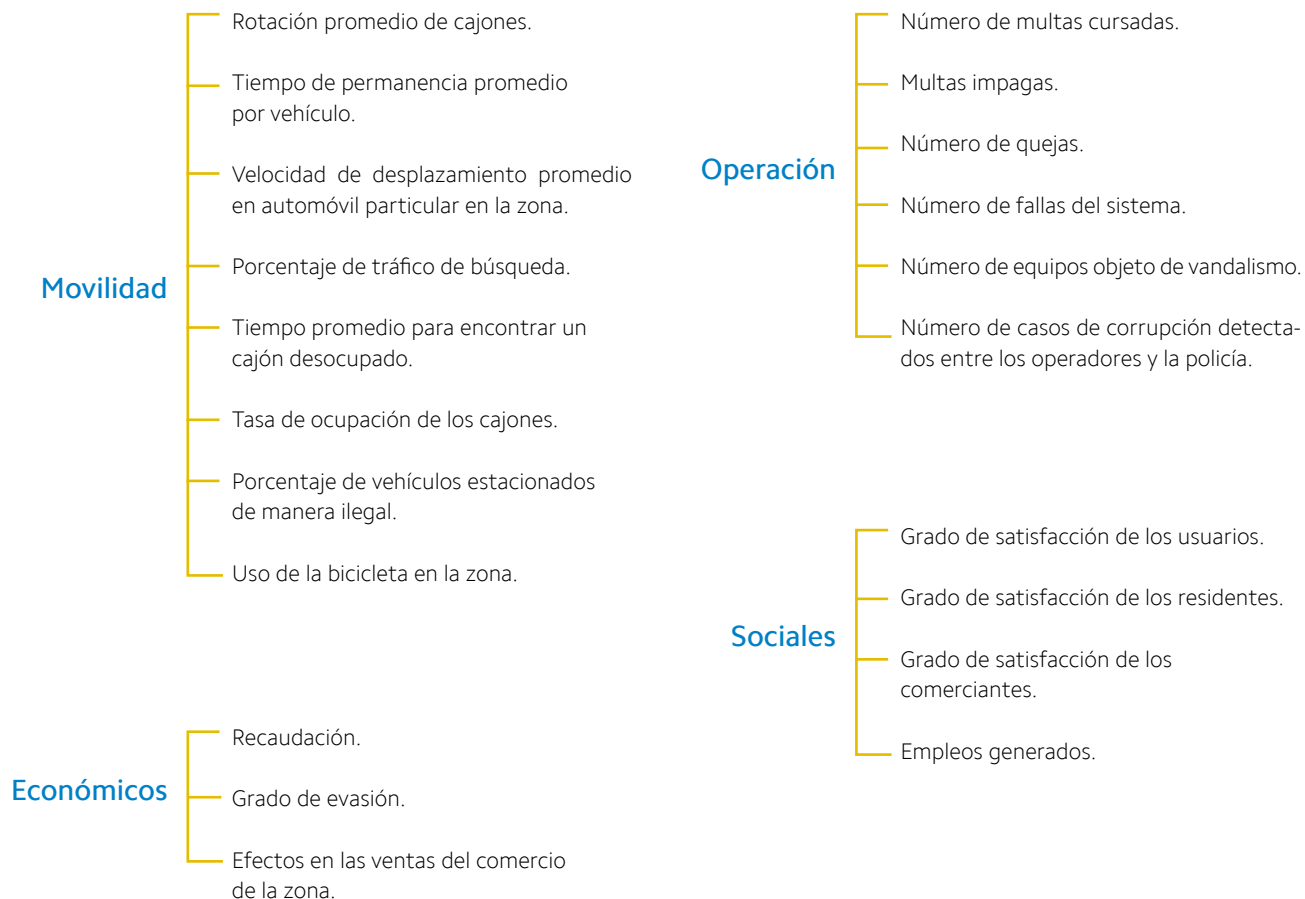 Movilidad
Rotación promedio de cajones.
Tiempo de permanencia promedio
por vehículo.
Velocidad de desplazamiento promedio
en automóvil particular en la zona.
Porcentaje de tráfico de búsqueda.
Tiempo promedio para encontrar un
cajón desocupado.
Tasa de ocupación de los cajones.
Porcentaje de vehículos estacionados
de manera ilegal.
Uso de la bicicleta en la zona.
Económicos
Recaudación.
Grado de evasión.
Efectos en las ventas del comercio
de la zona.
Operación
Número de multas cursadas.
Multas impagas.
Número de quejas.
Número de fallas del sistema.
Número de equipos objeto de vandalismo.
Número de casos de corrupción detecta-
dos entre los operadores y la policía.
Sociales
Grado de satisfacción de los usuarios.
Grado de satisfacción de los residentes.
Grado de satisfacción de los
comerciantes.
Empleos generados.